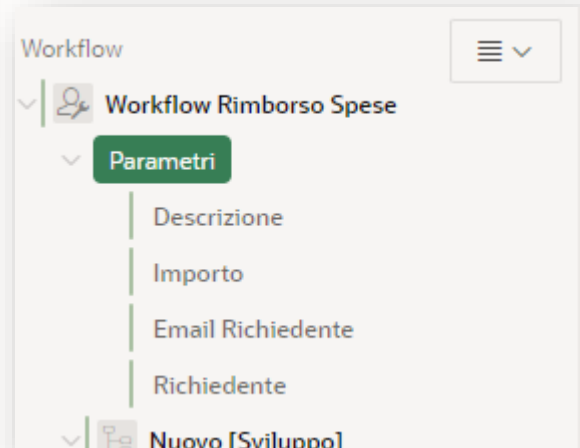 Workflow
Workflow Rimborso Spese
Parametri
Descrizione
Importo
Email Richiedente
Richiedente
Nuovo [Sviluppo]